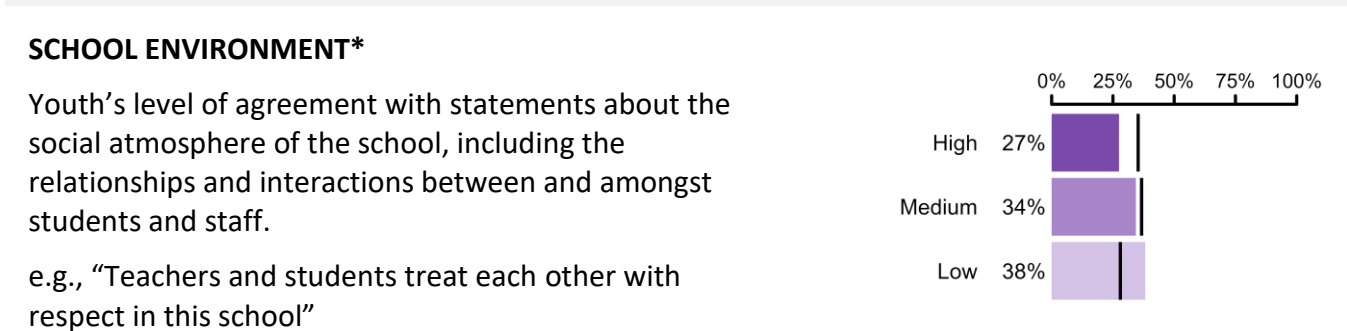 SCHOOL ENVIRONMENT*
Youth’s level of agreement with statements about the
social atmosphere of the school, including the
relationships and interactions between and amongst
students and staff.
e.g., “Teachers and students treat each other with
respect in this school”
0% 25% 50% 75% 100%
High 27%
Medium 34%
Low 38%